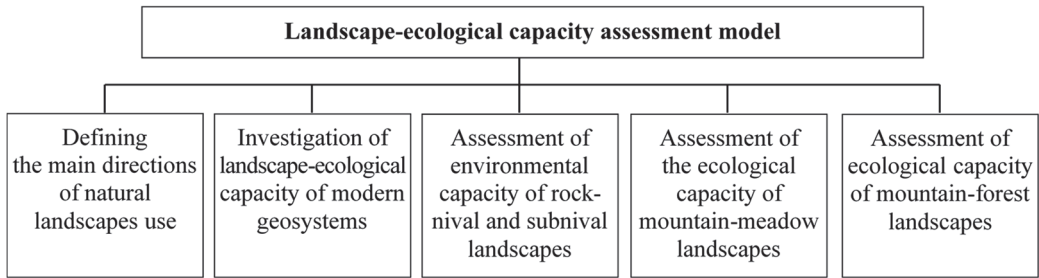 Landscape-ecological capacity assessment model
Defining
the main directions
of natural
landscapes use
Investigation of
landscape-ecological
capacity of modern
geosystems
Assessment of
environmental
capacity of rock-
nival and subnival
landscapes
Assessment of
the ecological
capacity of
mountain-meadow
landscapes
Assessment of
ecological capacity
of mountain-forest
landscapes